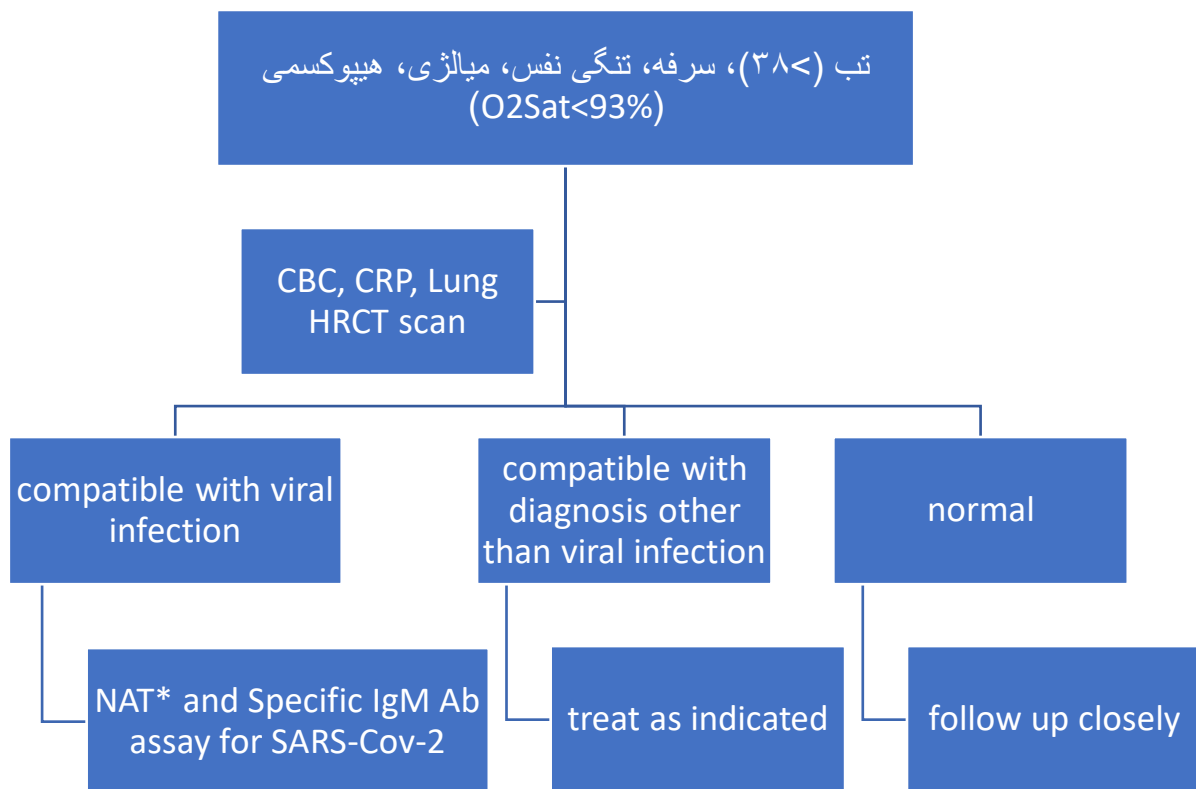 تب (>۳۸)، سرفه، تنگی نفس، میالژی، هیپوکسمی
(O2Sat<93%)
CBC, CRP, Lung
HRCT scan
compatible with viral
infection
compatible with
diagnosis other
than viral infection
normal
NAT* and Specific IgM Ab
assay for SARS-Cov-2
treat as indicated
follow up closely